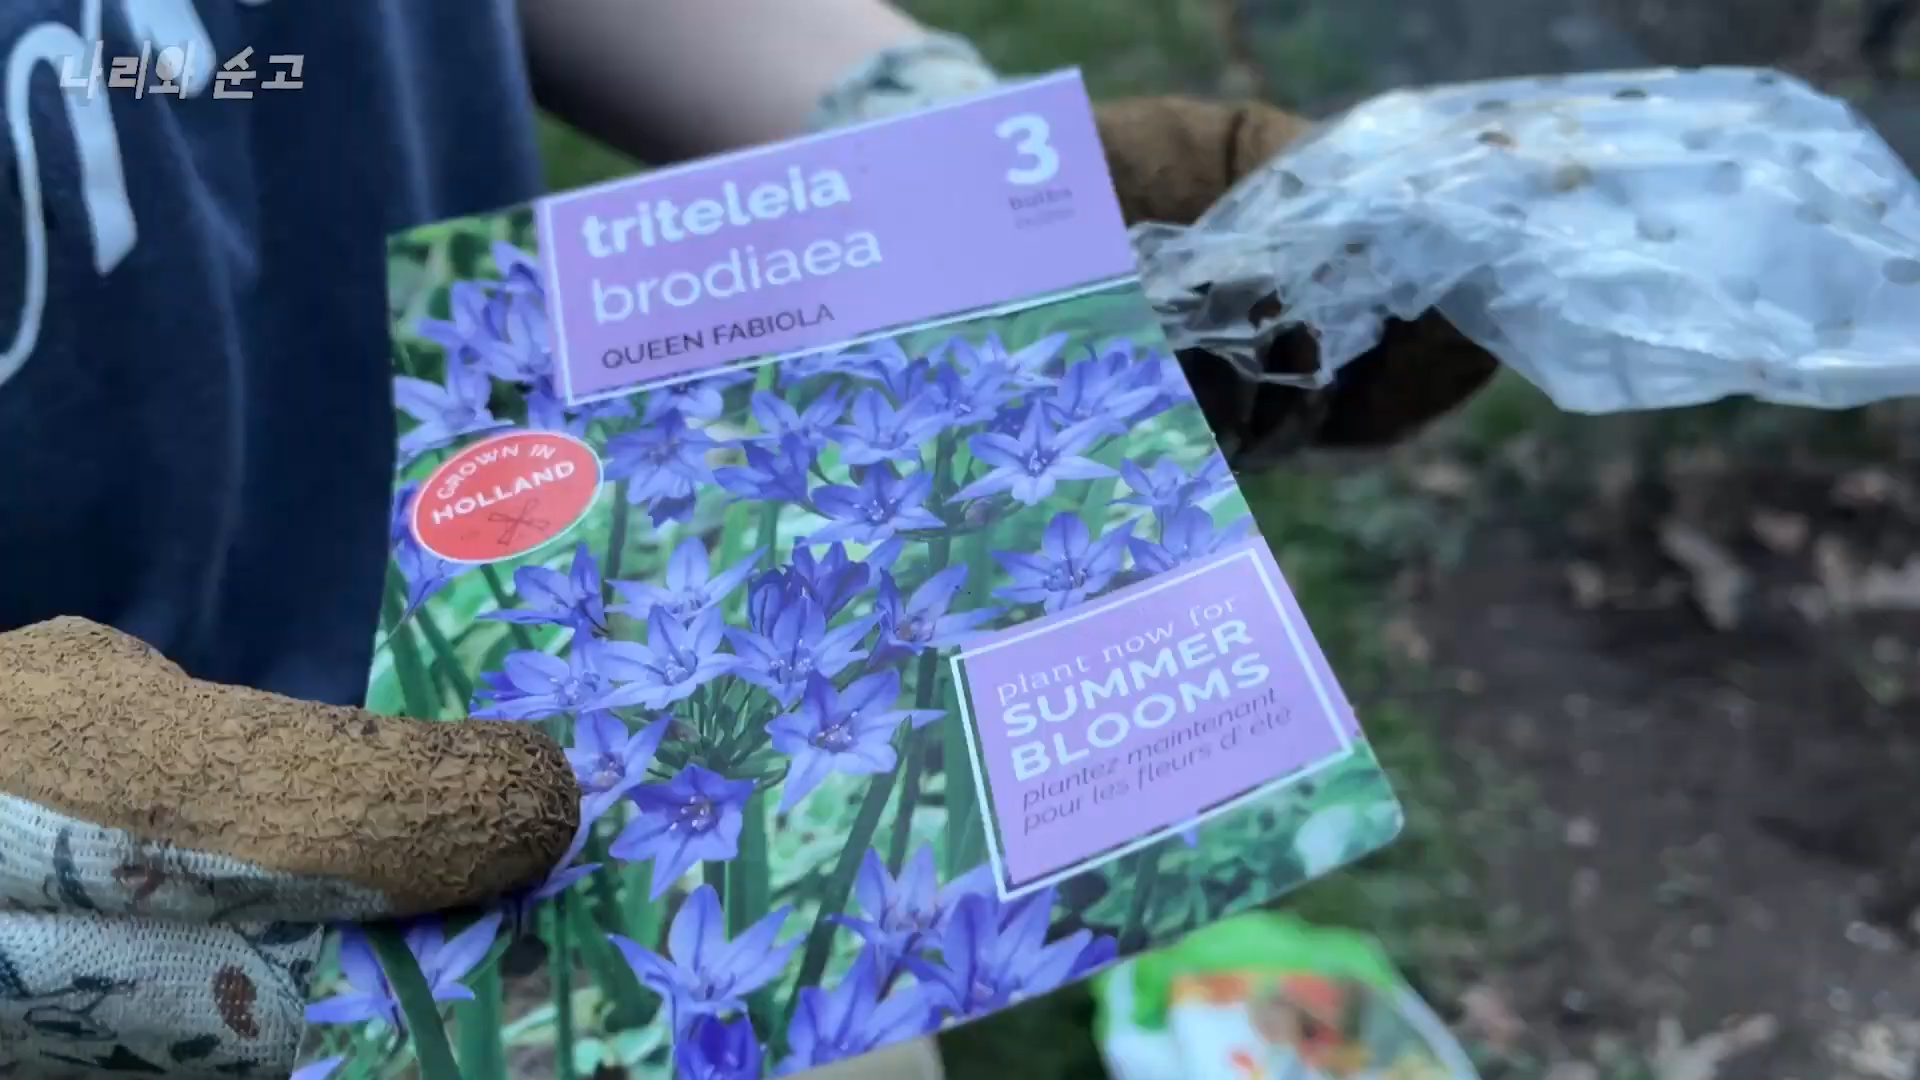 나리와 순고
triteleia
brodiaea
QUEEN FABIOLA
3
Bulbs
GROWN IN
HOLLAND
plant now for
SUMMER
BLOOMS
plantez maintenant
pour les fleurs d' été